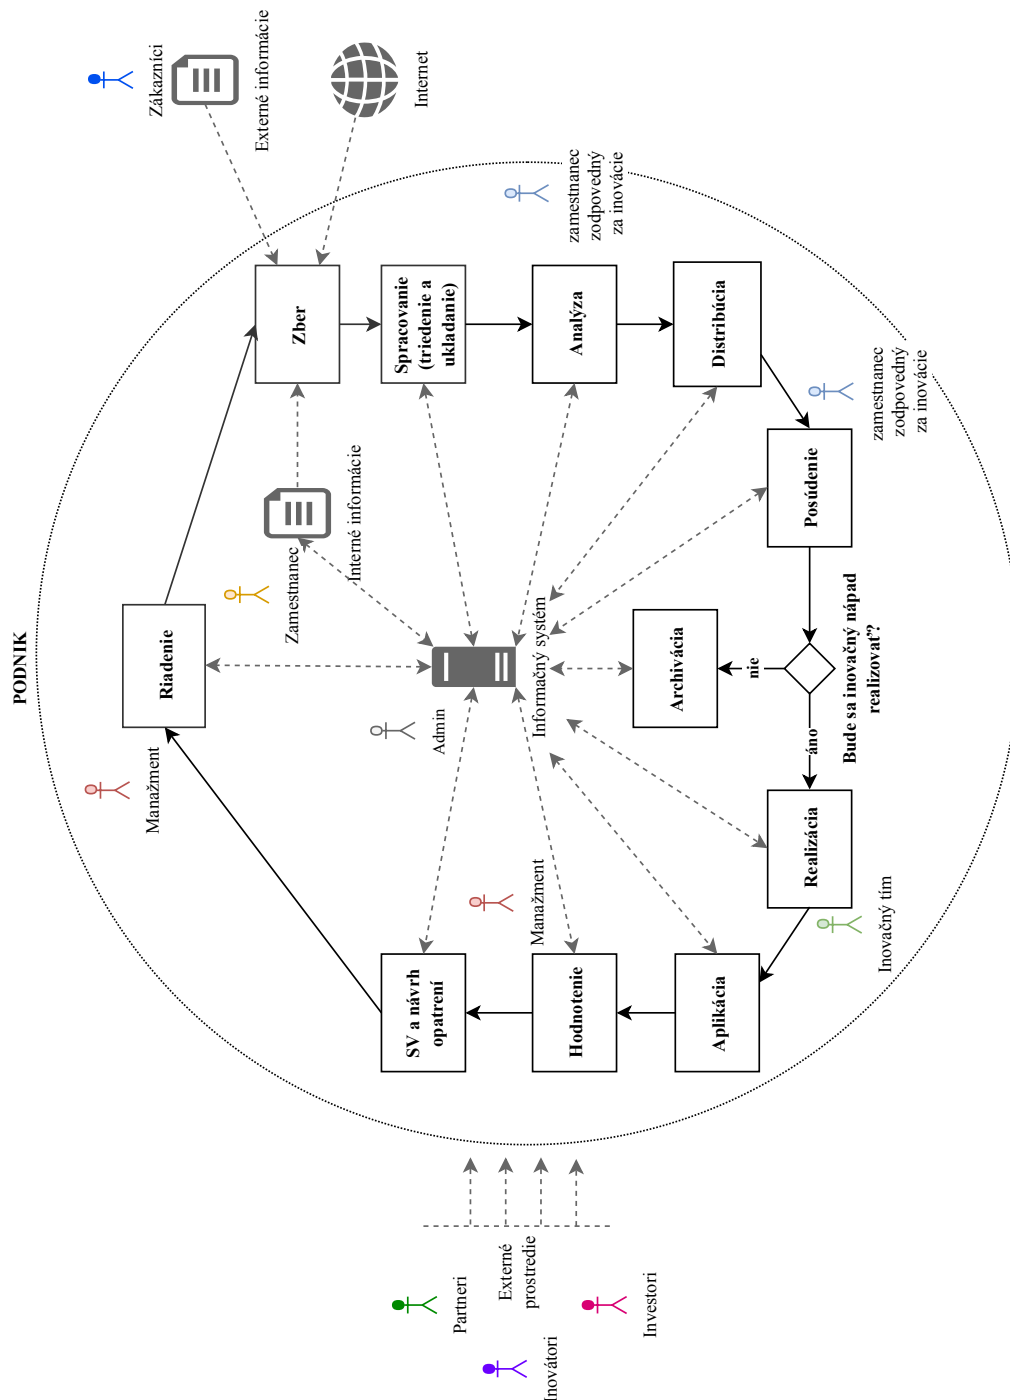 PODNIK
Zákazníci
Externé informácie
Internet
Riadenie
Manažment
Zber
Zamestnanec
Interné informácie
Spracovanie
(triedenie a
ukladanie)
Analýza
zamestnanec
zodpovedný
za inovácie
Distribúcia
zamestnanec
zodpovedný
za inovácie
Posúdenie
Bude sa inovačný nápad
realizovať?
nie
áno
Archivácia
Admin
Informačný systém
Realizácia
Inovačný tím
Aplikácia
Hodnotenie
Manažment
SV a návrh
opatrení
Externé
prostredie
Partneri
Inovátori
Investori